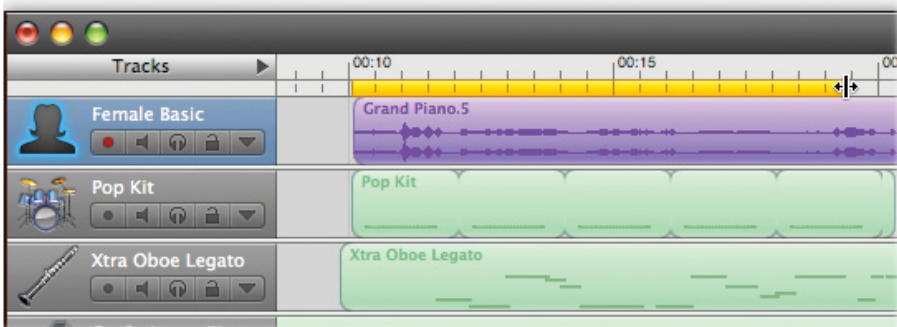 Tracks
00:10
00:15
00
Female Basic
Grand Piano.5
Pop Kit
Pop Kit
Xtra Oboe Legato
Xtra Oboe Legato